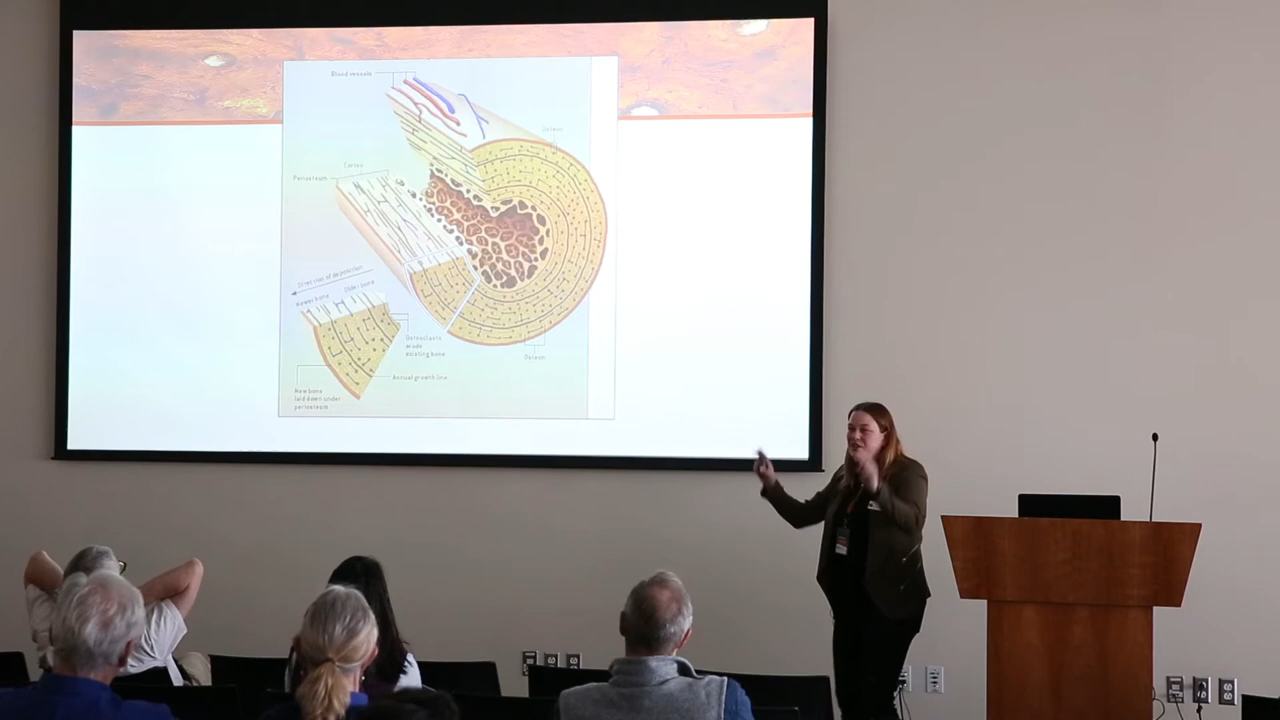 Blood vessels
Osteon
Cortex
Periosteum
Direction of deposition
Newer bone
Older bone
Osteoclasts
erode
existing bone
Osteon
Annual growth line
New bone
laid down under
periosteum